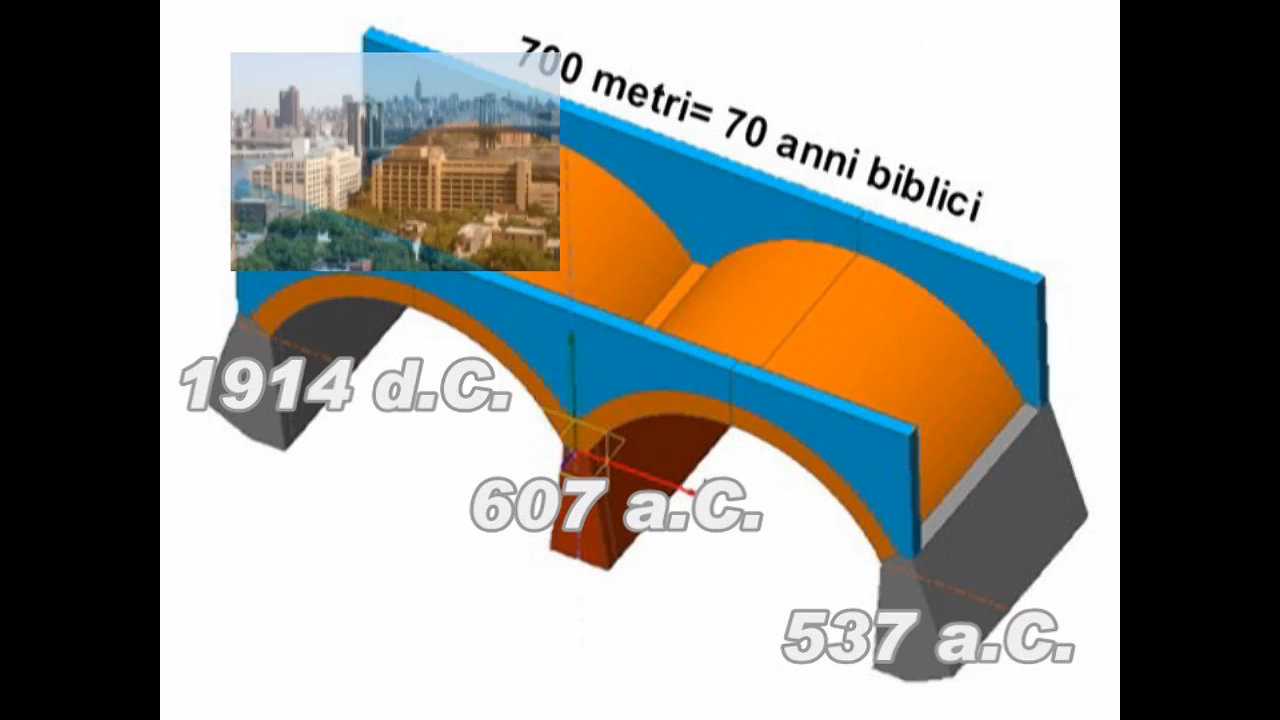 700 metri= 70 anni biblici
1914 d.C.
607 a.C.
537 a.C.